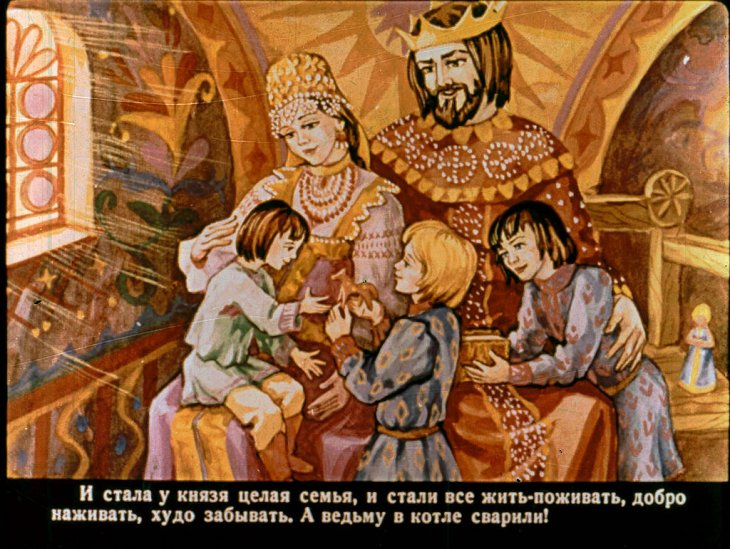 И стала у князя целая семья, и стали все жить-поживать, добро
наживать, худо забывать. А ведьму в котле сварили!